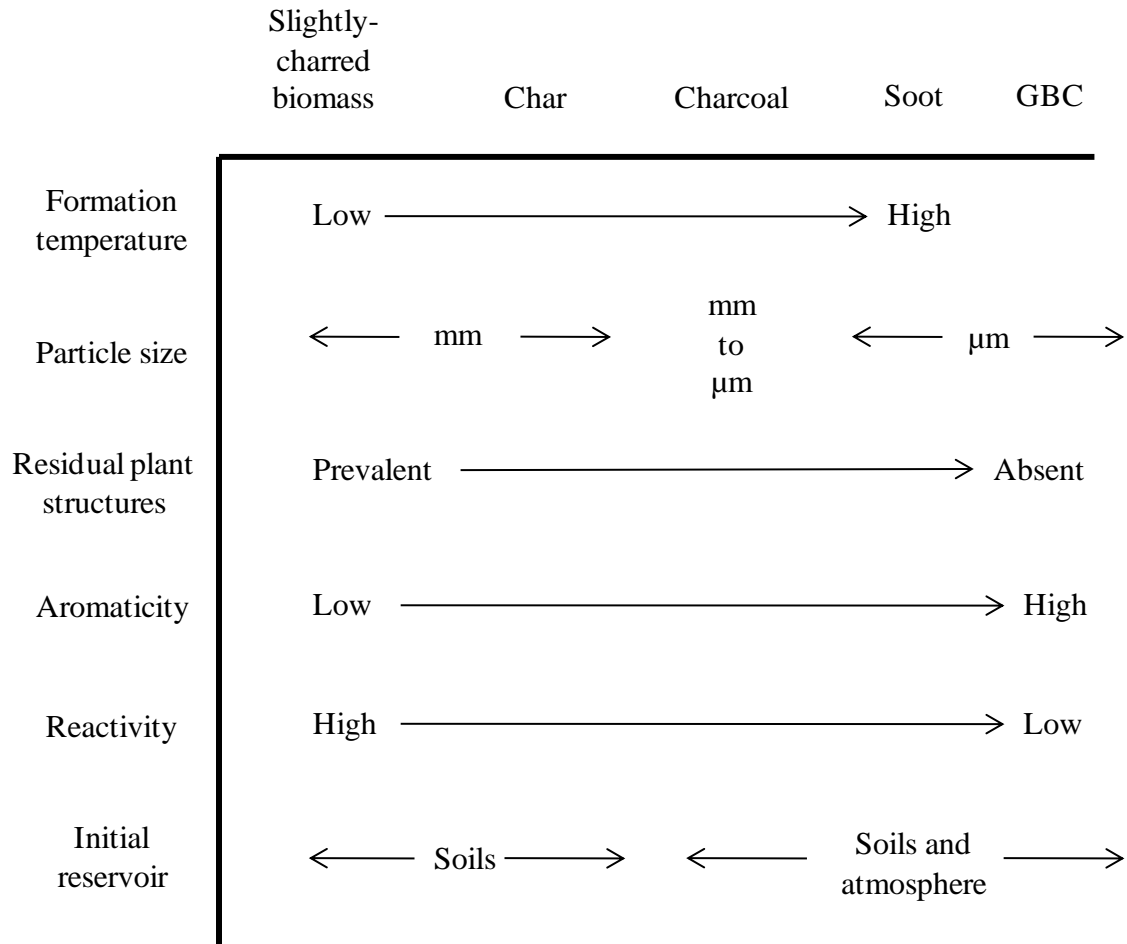 Slightly-
charred
biomass
Char
Charcoal
Soot
GBC
Formation
temperature
Low
High
Particle size
mm
mm
to
µm
µm
Residual plant
structures
Prevalent
Absent
Aromaticity
Low
High
Reactivity
High
Low
Initial
reservoir
Soils
Soils and
atmosphere